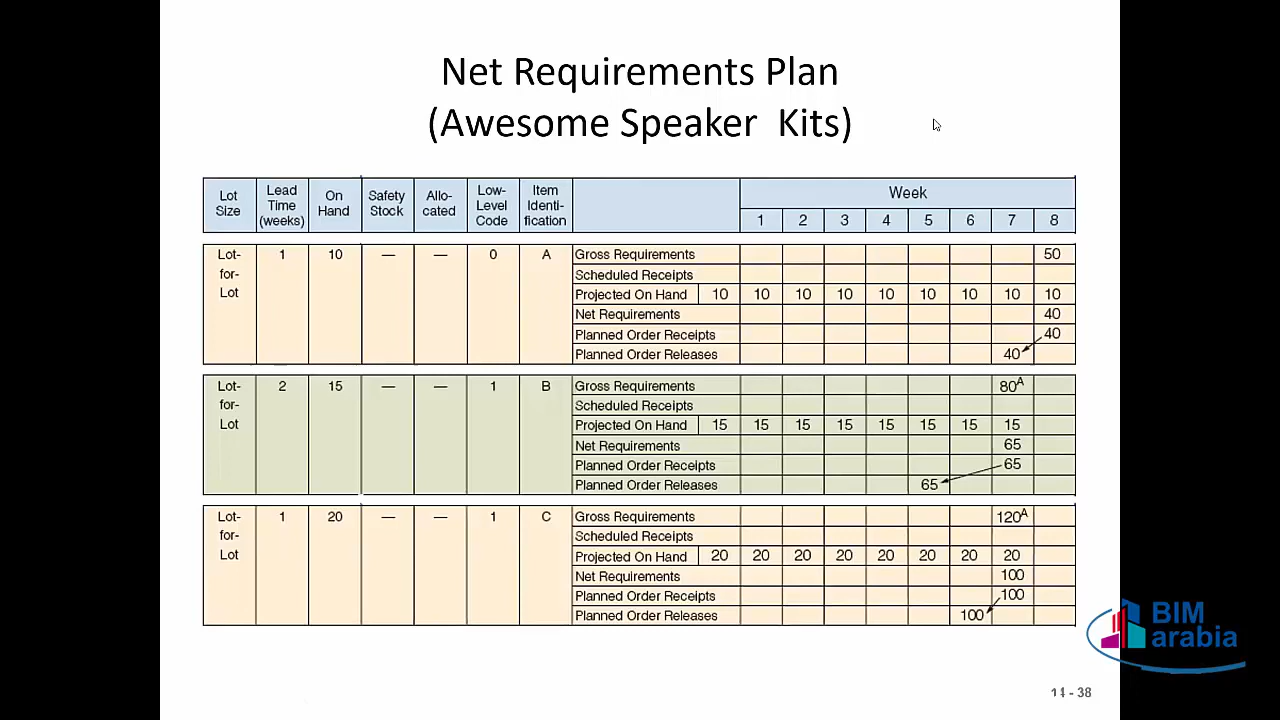 Net Requirements Plan
(Awesome Speaker Kits)
Lot Size | Lead Time (weeks) | On Hand | Safety Stock | Allo- cated | Low- Level Code | Item Identi- fication | Week
1 2 3 4 5 6 7 8
Lot- for- Lot | 1 | 10 | — | — | 0 | A
Gross Requirements 50
Scheduled Receipts
Projected On Hand 10 10 10 10 10 10 10 10 10
Net Requirements 40
Planned Order Receipts 40
Planned Order Releases 40
Lot- for- Lot | 2 | 15 | — | — | 1 | B
Gross Requirements 80A
Scheduled Receipts
Projected On Hand 15 15 15 15 15 15 15 15
Net Requirements 65
Planned Order Receipts 65
Planned Order Releases 65
Lot- for- Lot | 1 | 20 | — | — | 1 | C
Gross Requirements 120A
Scheduled Receipts
Projected On Hand 20 20 20 20 20 20 20 20
Net Requirements 100
Planned Order Receipts 100
Planned Order Releases 100
BIM
arabia
- 38